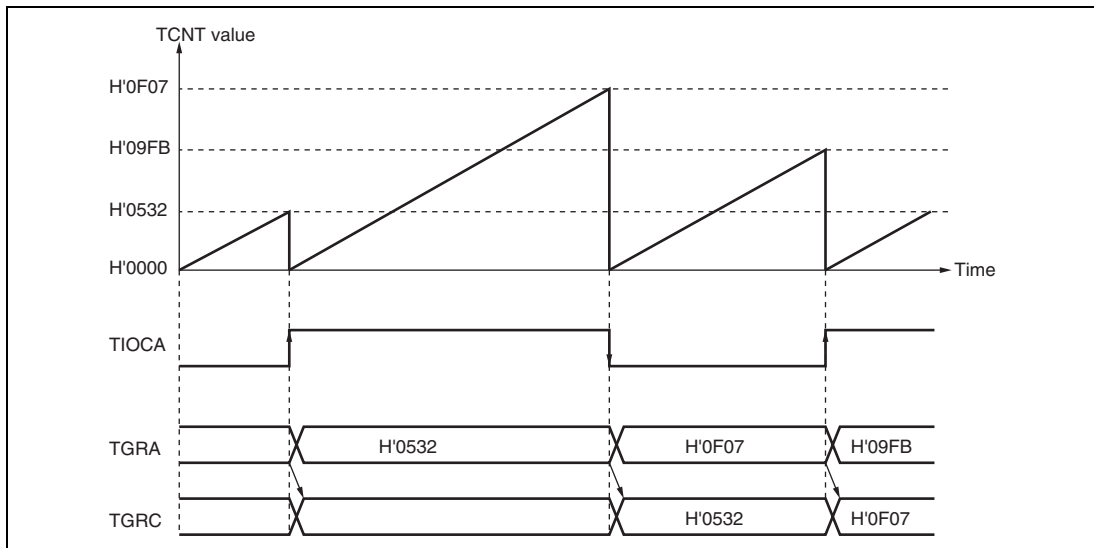 TCNT value
H'0F07
H'09FB
H'0532
H'0000
Time
TIOCA
TGRA
H'0532
H'0F07
H'09FB
TGRC
H'0532
H'0F07